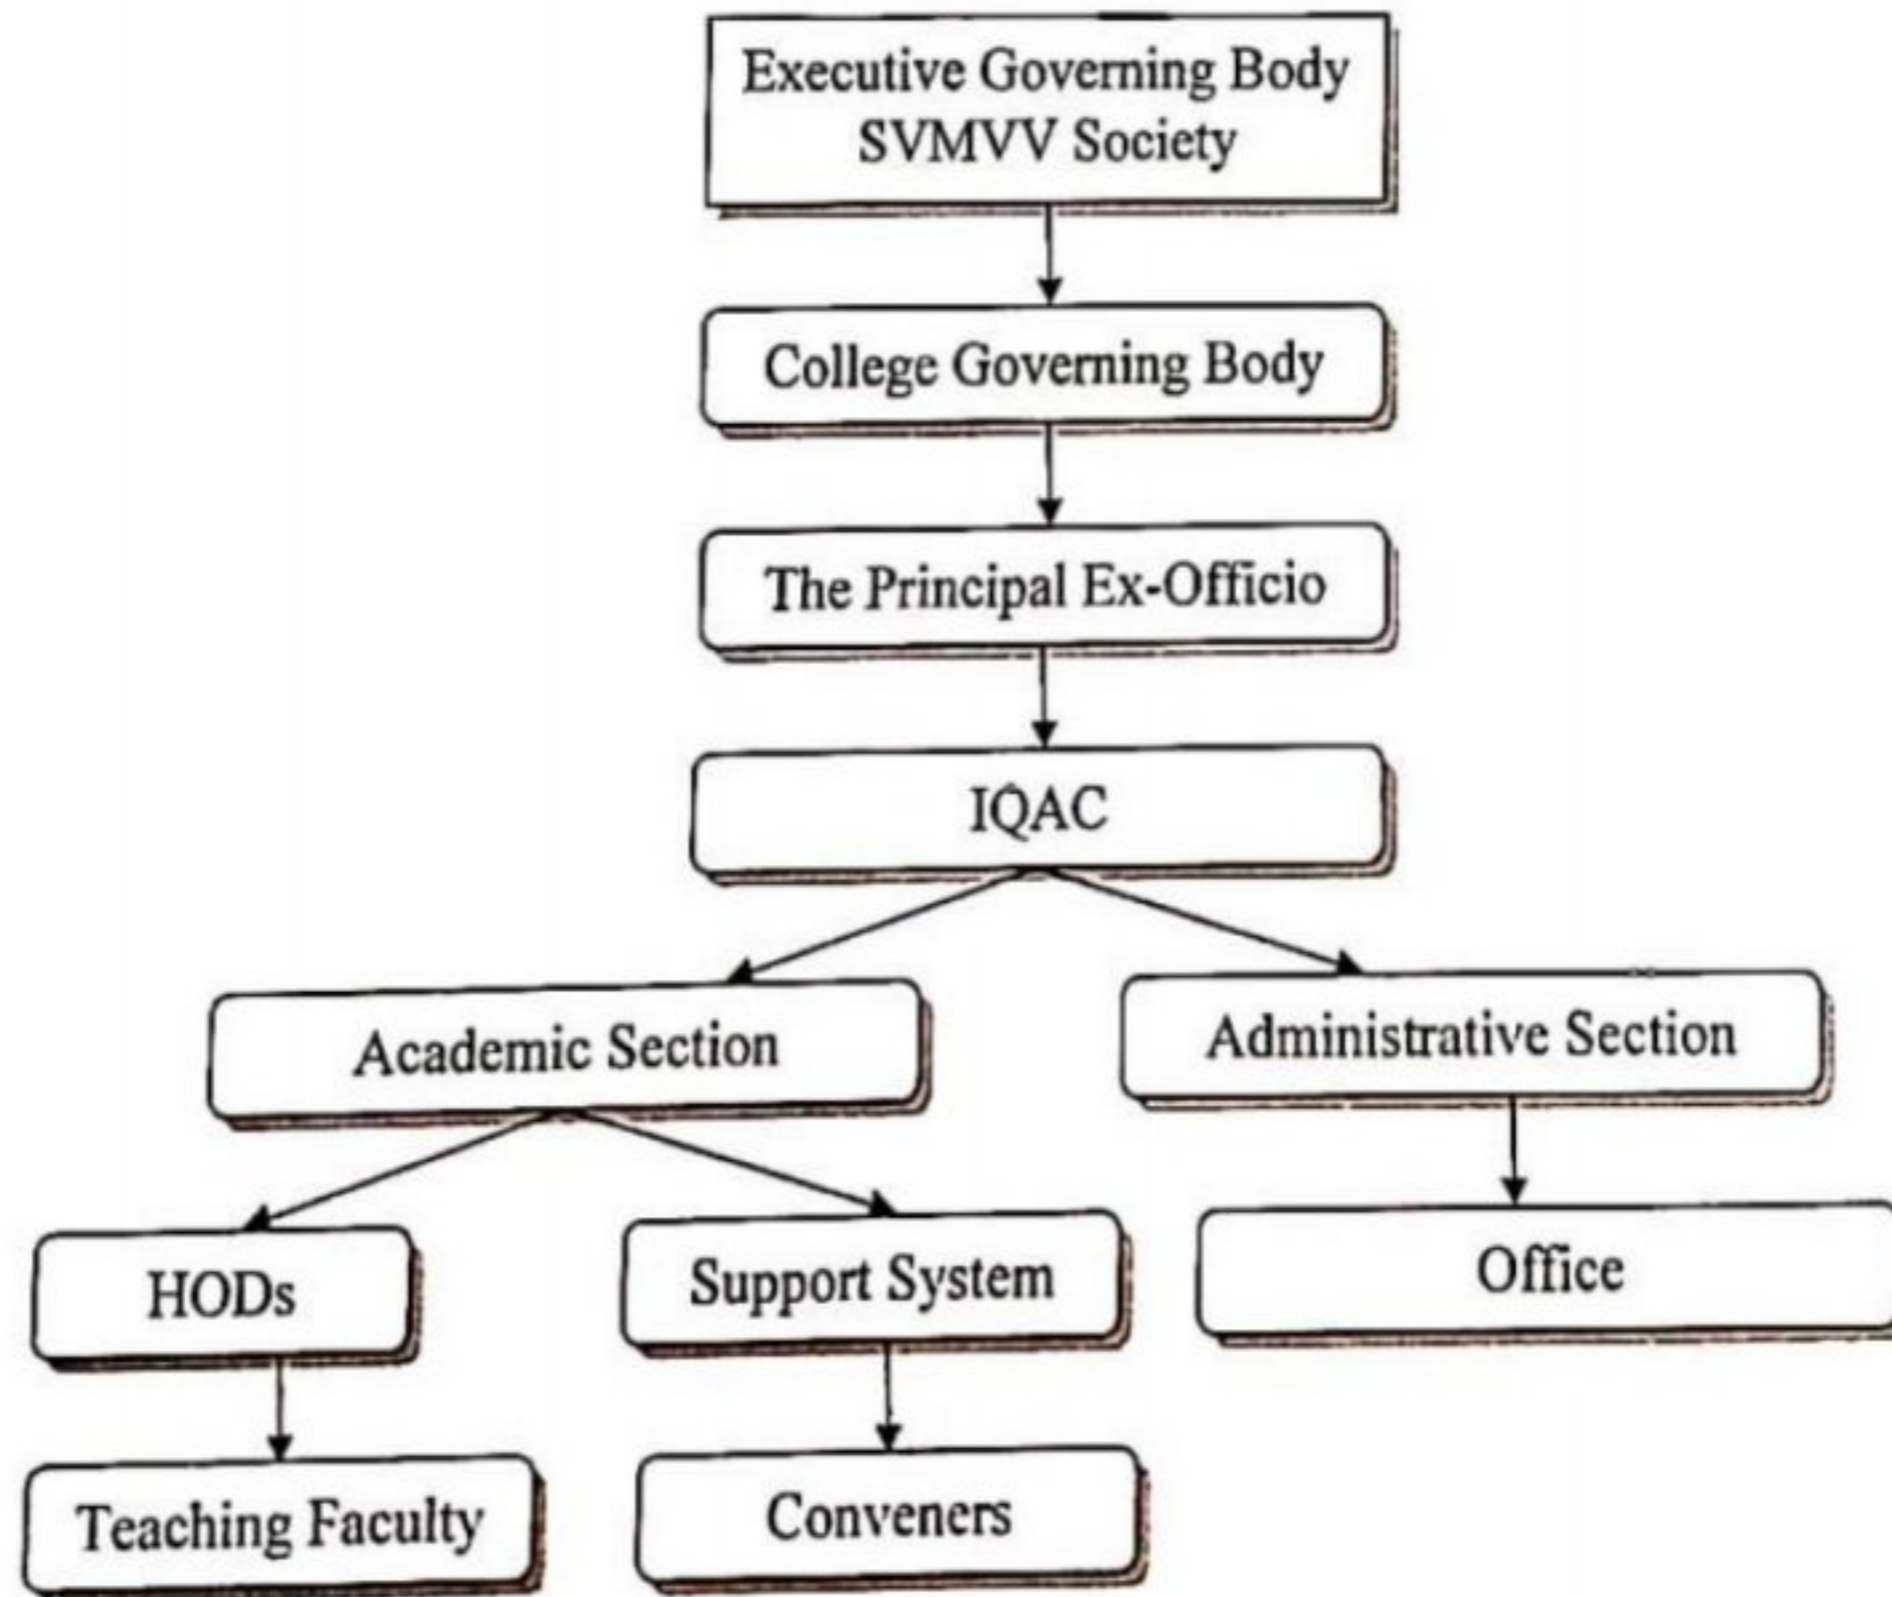 Executive Governing Body
SVMVV Society
College Governing Body
The Principal Ex-Officio
IQAC
Academic Section
Administrative Section
HODs
Support System
Office
Teaching Faculty
Conveners